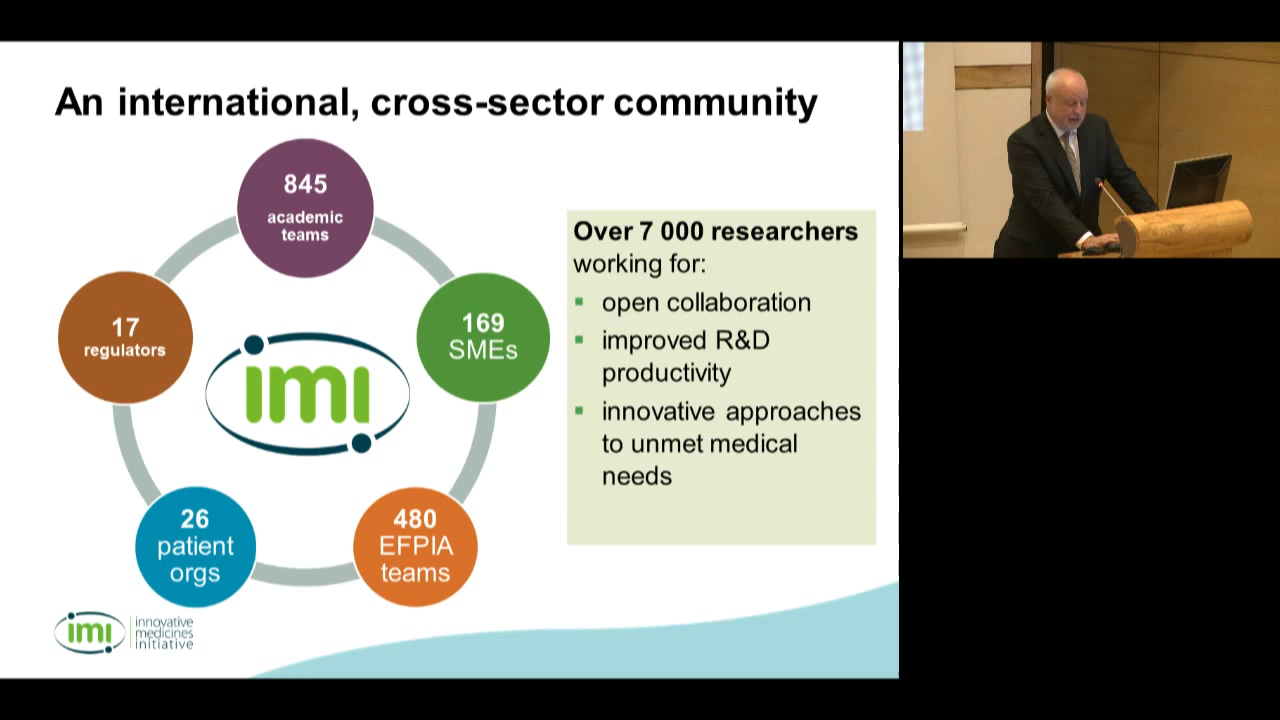 An international, cross-sector community
845
academic
teams
17
regulators
169
SMEs
imi
26
patient
orgs
480
EFPIA
teams
Over 7 000 researchers
working for:
▪ open collaboration
▪ improved R&D
productivity
▪ innovative approaches
to unmet medical
needs
imi
innovative
medicines
initiative